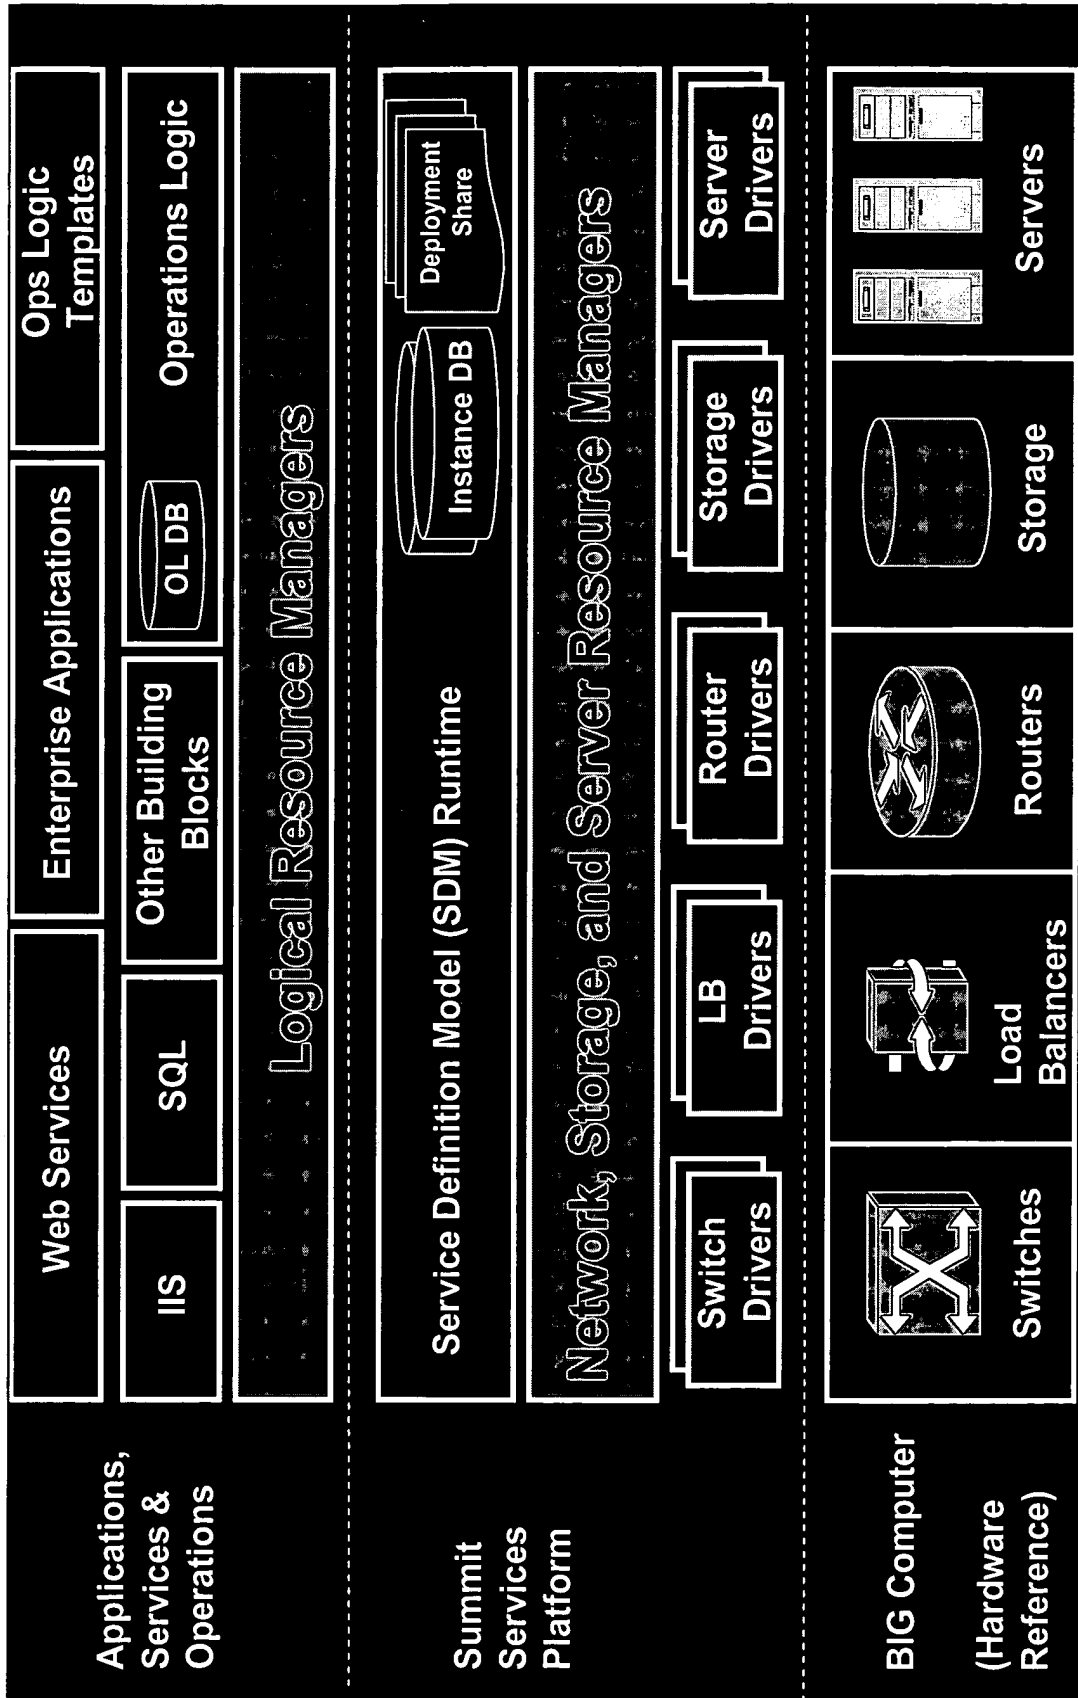 Applications,
Services &
Operations
Web Services
Enterprise Applications
Ops Logic
Templates
IIS
SQL
Other Building
Blocks
OL DB
Operations Logic
Logical Resource Managers
Summit
Services
Platform
Service Definition Model (SDM) Runtime
Instance DB
Deployment
Share
Network, Storage, and Server Resource Managers
Switch
Drivers
LB
Drivers
Router
Drivers
Storage
Drivers
Server
Drivers
BIG Computer
(Hardware
Reference)
Switches
Load
Balancers
Routers
Storage
Servers